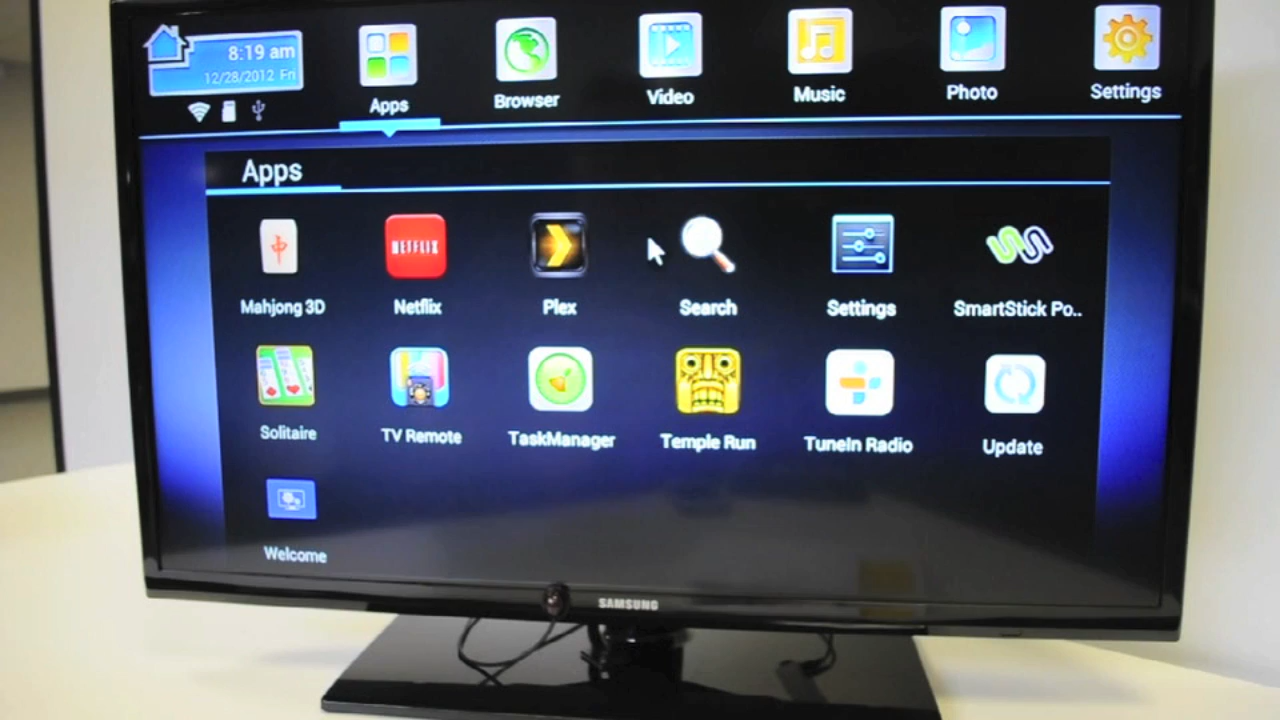 8:19 am
12/28/2012 Fri
Apps
Browser
Video
Music
Photo
Settings
Apps
中
NETFLIX
Mahjong 3D
Netflix
Plex
Search
Settings
SmartStick Po..
Solitaire
TV Remote
TaskManager
Temple Run
TuneIn Radio
Update
Welcome
SAMSUNG